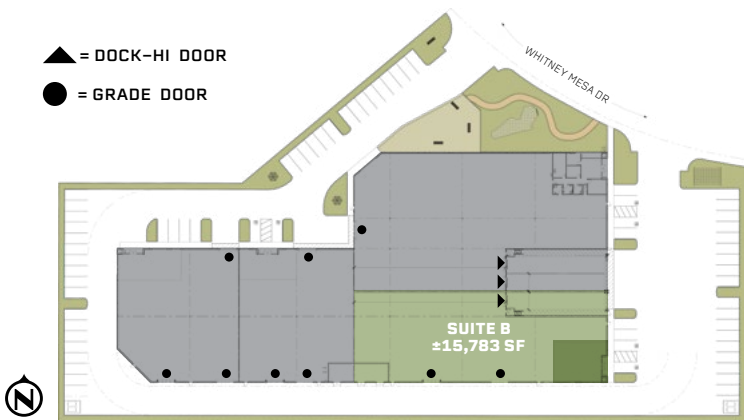 = DOCK-HI DOOR
= GRADE DOOR
WHITNEY MESA DR
SUITE B
±15,783 SF
N